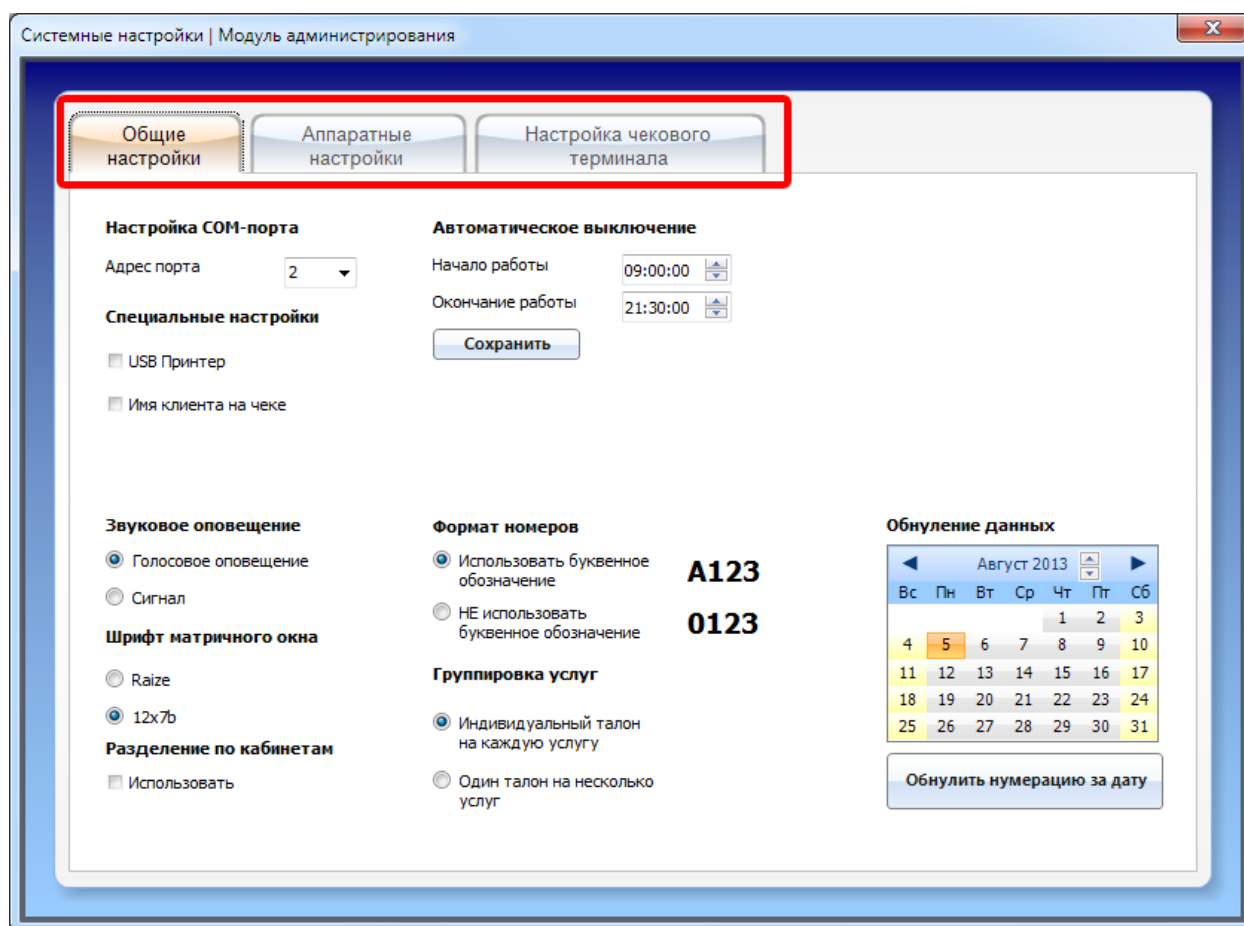 Системные настройки | Модуль администрирования
X
Общие
настройки
Аппаратные
настройки
Настройка чекового
терминала
Настройка COM-порта
Адрес порта
2
Специальные настройки
USB Принтер
Имя клиента на чеке
Автоматическое выключение
Начало работы
09:00:00
Окончание работы
21:30:00
Сохранить
Звуковое оповещение
Голосовое оповещение
Сигнал
Шрифт матричного окна
Raize
12x7b
Разделение по кабинетам
Использовать
Формат номеров
Использовать буквенное
обозначение
A123
НЕ использовать
буквенное обозначение
0123
Группировка услуг
Индивидуальный талон
на каждую услугу
Один талон на несколько
услуг
Обнуление данных
Август 2013
Вс Пн Вт Ср Чт Пт Сб
1 2 3
4 5 6 7 8 9 10
11 12 13 14 15 16 17
18 19 20 21 22 23 24
25 26 27 28 29 30 31
Обнулить нумерацию за дату